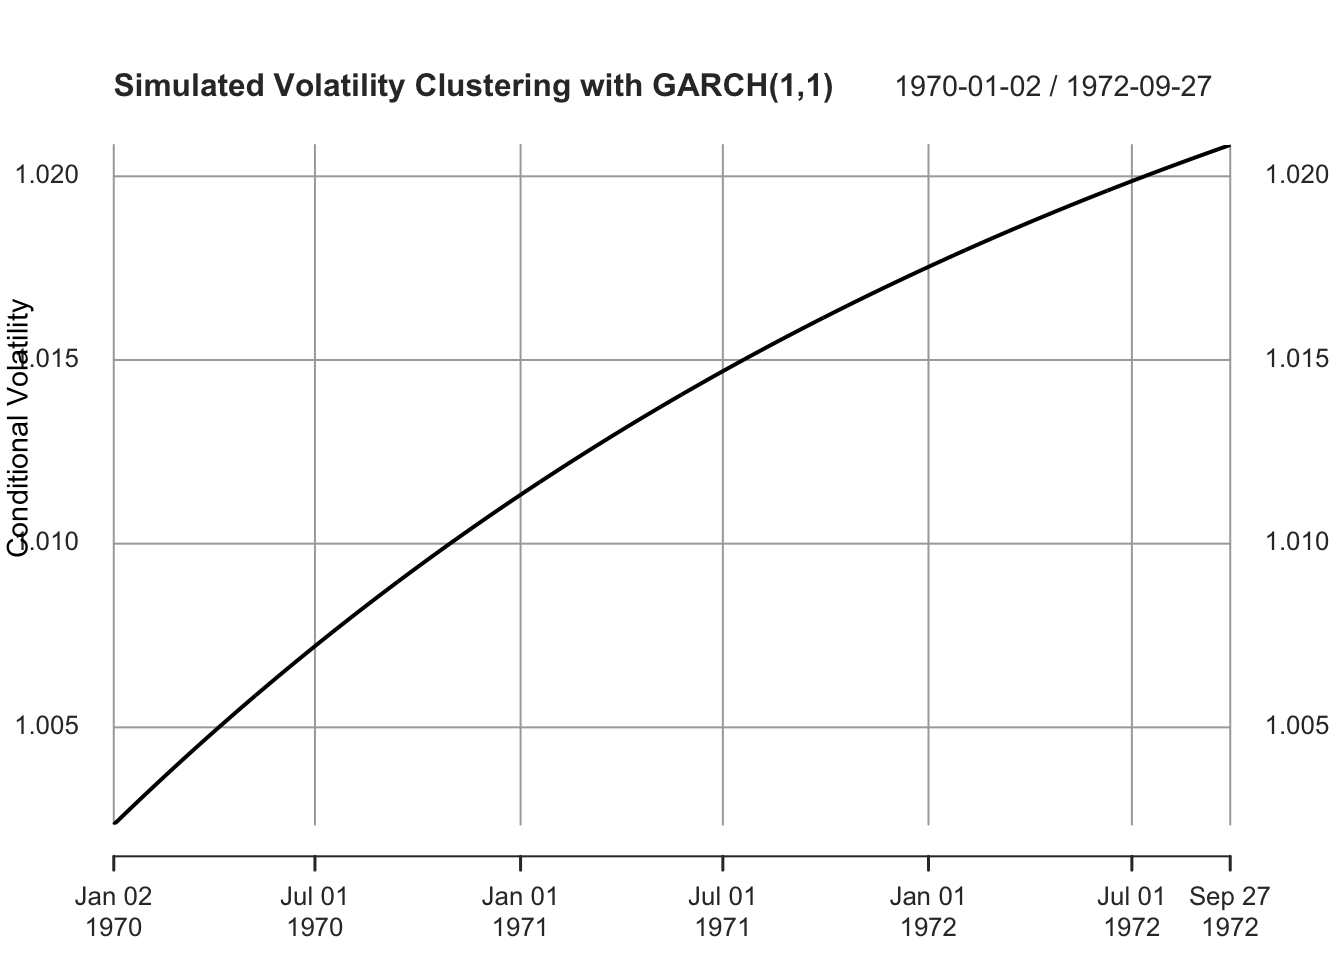 Simulated Volatility Clustering with GARCH(1,1) 1970-01-02 / 1972-09-27
Conditional Volatility
1.020 1.020
1.015 1.015
1.010 1.010
1.005 1.005
Jan 02 Jul 01 Jan 01 Jul 01 Jan 01 Jul 01 Sep 27
1970 1970 1971 1971 1972 1972 1972